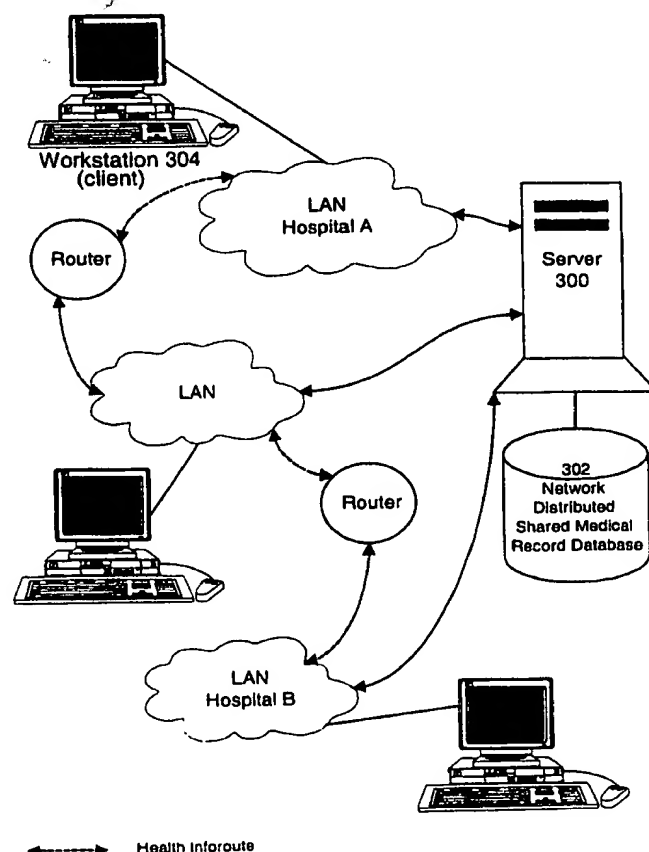 Workstation 304
(client)
LAN
Hospital A
Router
Server
300
LAN
Router
302
Network
Distributed
Shared Medical
Record Database
LAN
Hospital B
Health Inforoute